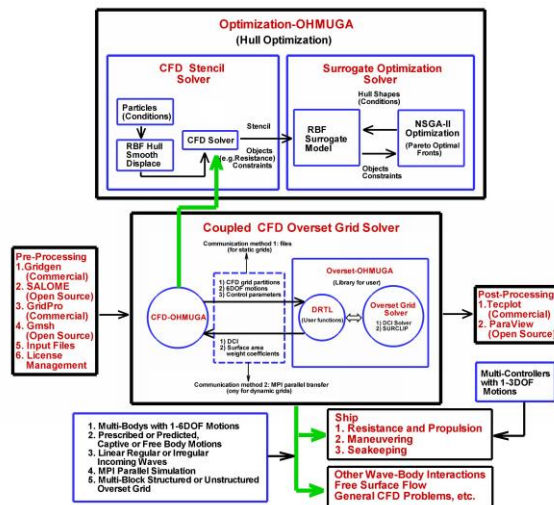 Optimization-OHMUGA
(Hull Optimization)
CFD Stencil
Solver
Particles
(Conditions)
RBF Hull
Smooth
Displace
CFD Solver
Stencil
Objects
(e.g.Resistance)
Constraints
Surrogate Optimization
Solver
Hull Shapes
(Conditions)
RBF
Surrogate
Model
NSGA-II
Optimization
(Pareto Optimal
Fronts)
Objects
Constraints
Pre-Processing
1.Gridgen
(Commercial)
2. SALOME
(Open Source)
3. GridPro
(Commercial)
4. Gmsh
(Open Source)
5. Input Files
6. License
Management
Coupled CFD Overset Grid Solver
Communication method 1: files
(for static grids)
1) CFD grid partitions
2) 6DOF motions
3) Control parameters
CFD-OHMUGA
1) DCI
2) Surface area
weight coefficients
Communication method 2: MPI parallel transfer
(ony for dynamic grids)
Overset-OHMUGA
(Library for user)
DRTL
(User functions)
Overset Grid
Solver
1) DCI Solver
2) SURCLIP
Post-Processing
1.Tecplot
(Commercial)
2. ParaView
(Open Source)
Multi-Controllers
with 1-3DOF
Motions
1. Multi-Bodys with 1-6DOF Motions
2. Prescribed or Predicted,
Captive or Free Body Motions
3. Linear Regular or Irregular
Incoming Waves
4. MPI Parallel Simulation
5. Multi-Block Structured or Unstructured
Overset Grid
Ship
1. Resistance and Propulsion
2. Maneuvering
3. Seakeeping
Other Wave-Body Interactions
Free Surface Flow
General CFD Problems, etc.